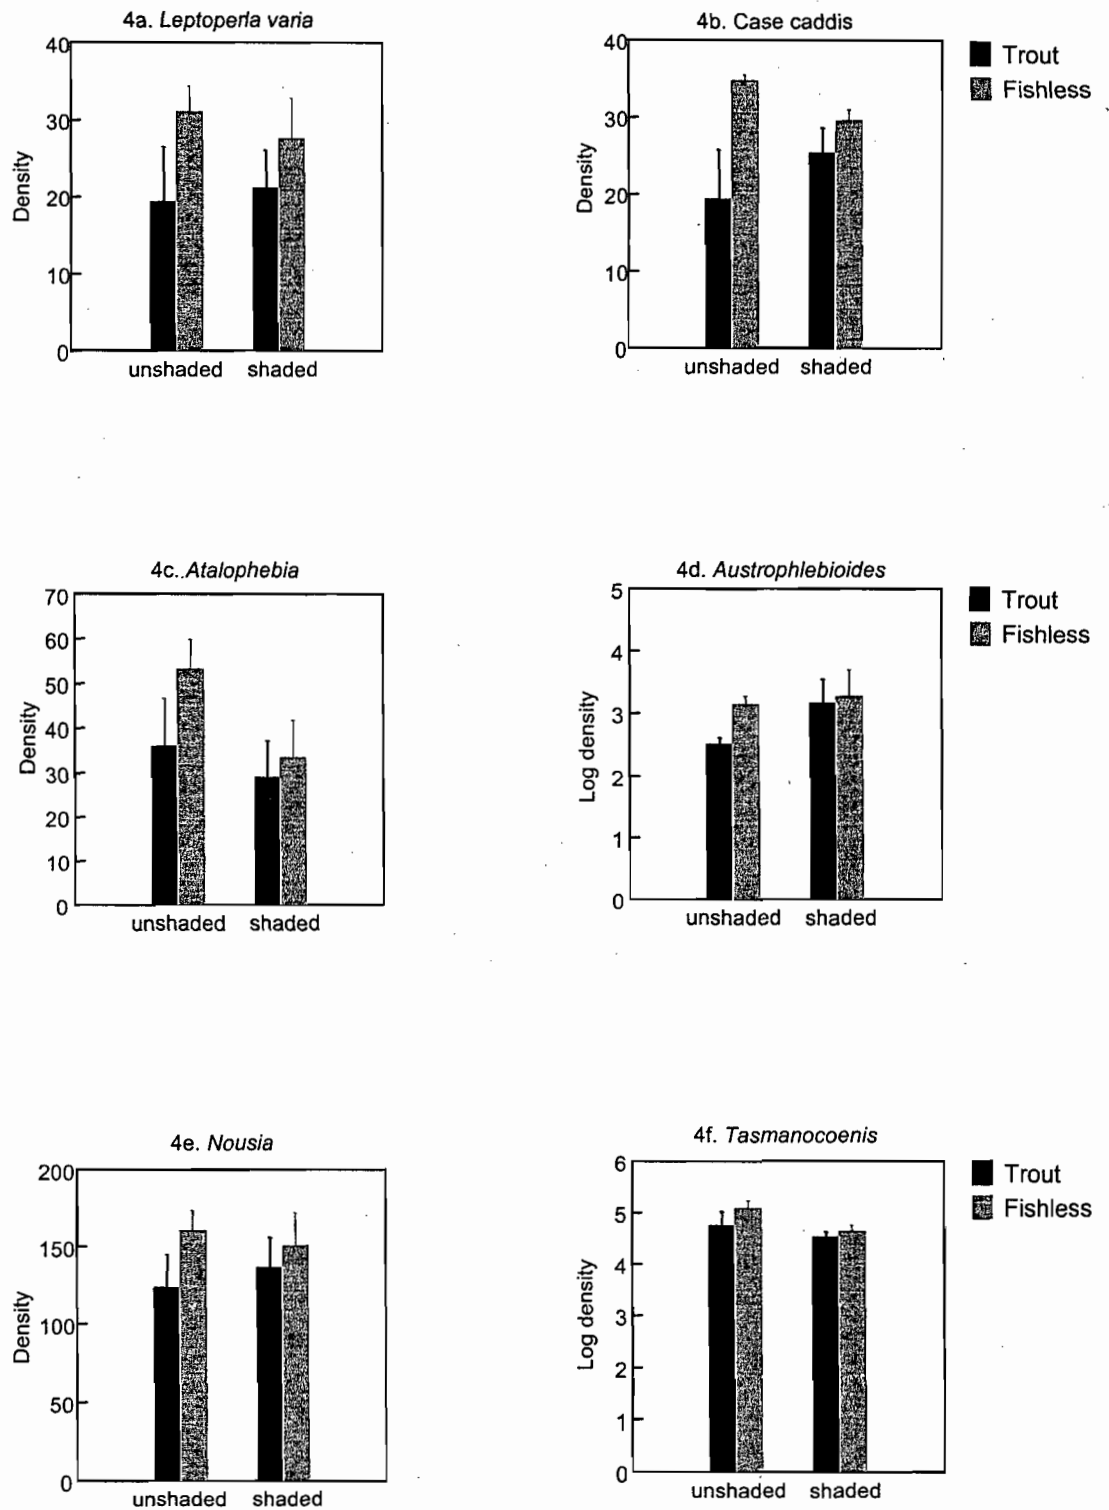 4a. Leptoperla varia
40
30
20
10
0
Density
unshaded shaded
4b. Case caddis
40
30
20
10
0
Density
unshaded shaded
Trout
Fishless
4c. Atalophebia
70
60
50
40
30
20
10
0
Density
unshaded shaded
4d. Austrophlebioides
5
4
3
2
1
0
Log density
unshaded shaded
Trout
Fishless
4e. Nousia
200
150
100
50
0
Density
unshaded shaded
4f. Tasmanocoenis
6
5
4
3
2
1
0
Log density
unshaded shaded
Trout
Fishless